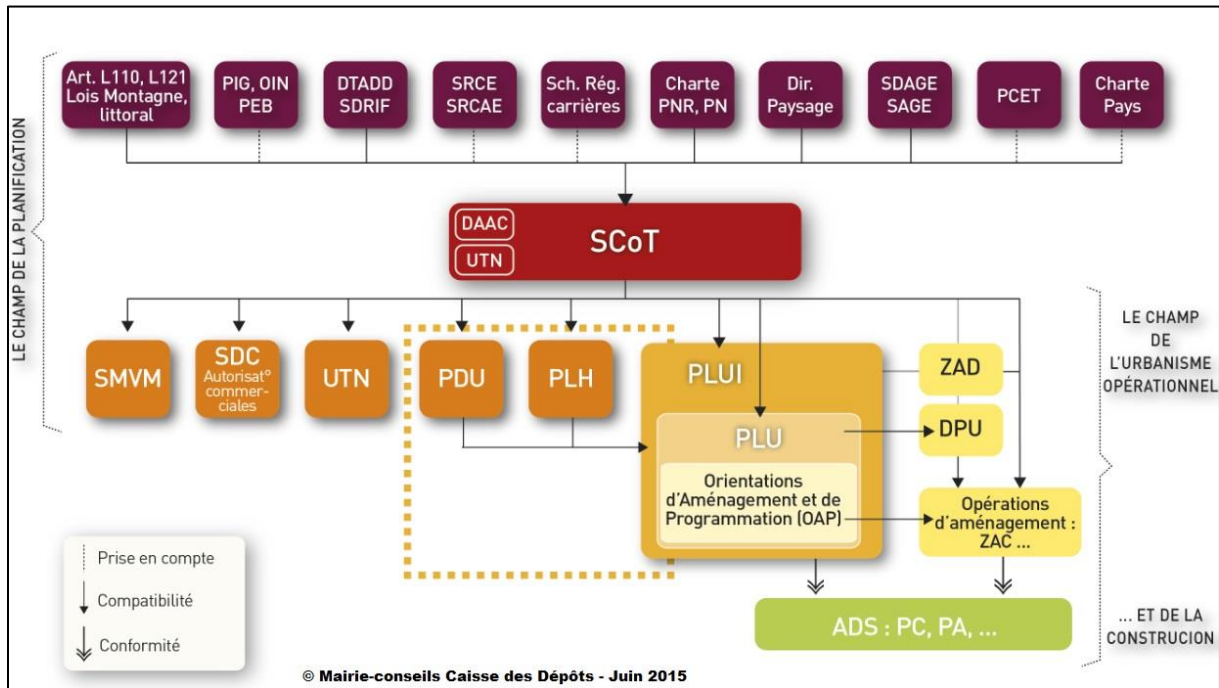 LE CHAMP DE LA PLANIFICATION
Art. L110, L121
Lois Montagne,
littoral
PIG, OIN
PEB
DTADD
SDRIF
SRCE
SRCAE
Sch. Rég.
carrières
Charte
PNR, PN
Dir.
Paysage
SDAGE
SAGE
PCET
Charte
Pays
DAAC
UTN
SCoT
SMVM
SDC
Autorisat°
commer-
ciales
UTN
PDU
PLH
PLUI
PLU
Orientations
d'Aménagement et de
Programmation (OAP)
ZAD
DPU
Opérations
d'aménagement :
ZAC ...
LE CHAMP
DE
L'URBANISME
OPÉRATIONNEL
ADS : PC, PA, ...
... ET DE LA
CONSTRUCION
Prise en compte
Compatibilité
Conformité
© Mairie-conseils Caisse des Dépôts - Juin 2015